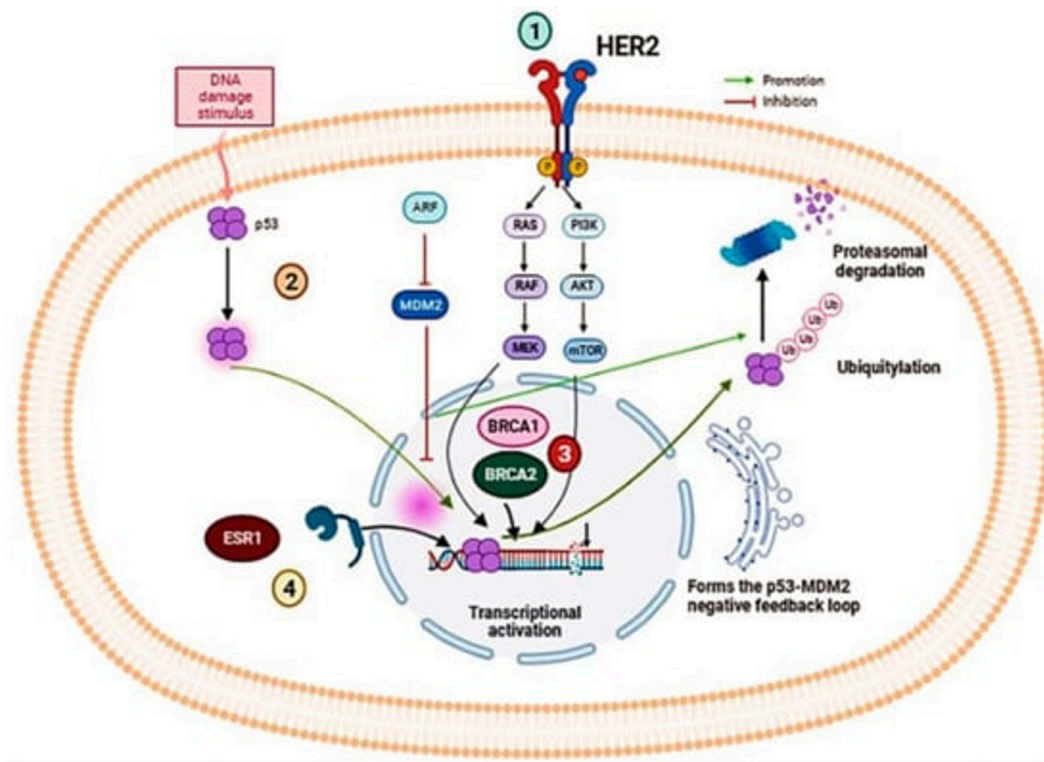 1
HER2
DNA
damage
stimulus
Promotion
Inhibition
P
P
p53
ARF
RAS
PI3K
2
MDM2
RAF
AKT
MEK
mTOR
Proteasomal
degradation
Ub
Ub
Ub
Ub
Ubiquitylation
BRCA1
3
BRCA2
ESR1
4
Transcriptional
activation
Forms the p53-MDM2
negative feedback loop